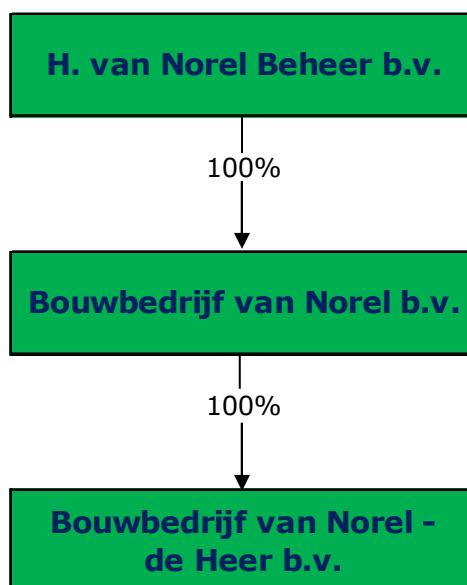 H. van Norel Beheer b.v.
100%
Bouwbedrijf van Norel b.v.
100%
Bouwbedrijf van Norel -
de Heer b.v.